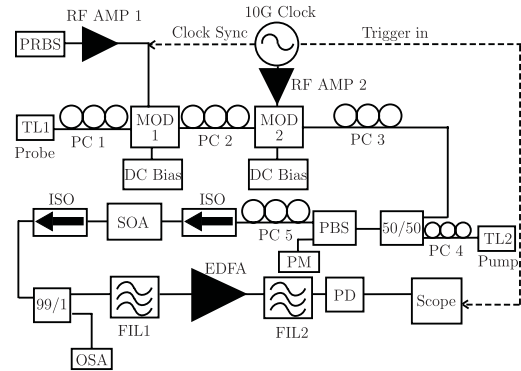 10G Clock
RF AMP 1
Clock Sync
Trigger in
PRBS
RF AMP 2
TL1
Probe
PC 1
MOD
1
PC 2
MOD
2
PC 3
DC Bias
DC Bias
ISO
ISO
SOA
PC 5
PBS
50/50
PC 4
TL2
Pump
PM
99/1
FIL1
EDFA
FIL2
PD
Scope
OSA